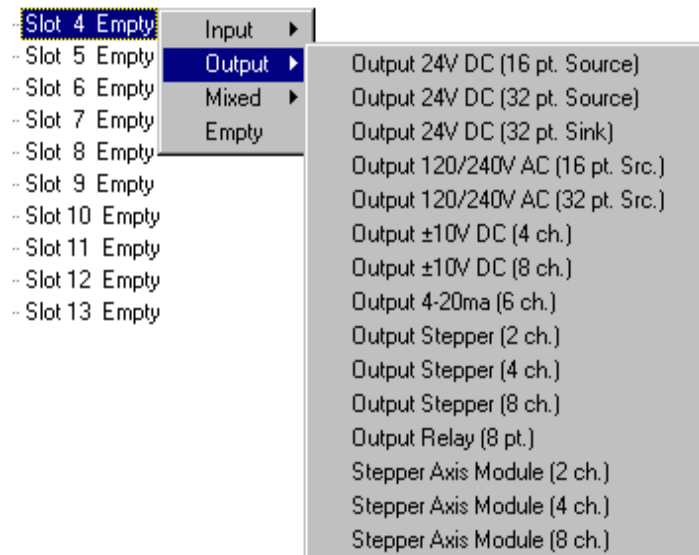 Slot 4 Empty
Slot 5 Empty
Slot 6 Empty
Slot 7 Empty
Slot 8 Empty
Slot 9 Empty
Slot 10 Empty
Slot 11 Empty
Slot 12 Empty
Slot 13 Empty
Input
Output
Mixed
Empty
Output 24V DC (16 pt. Source)
Output 24V DC (32 pt. Source)
Output 24V DC (32 pt. Sink)
Output 120/240V AC (16 pt. Src.)
Output 120/240V AC (32 pt. Src.)
Output ±10V DC (4 ch.)
Output ±10V DC (8 ch.)
Output 4-20ma (6 ch.)
Output Stepper (2 ch.)
Output Stepper (4 ch.)
Output Stepper (8 ch.)
Output Relay (8 pt.)
Stepper Axis Module (2 ch.)
Stepper Axis Module (4 ch.)
Stepper Axis Module (8 ch.)